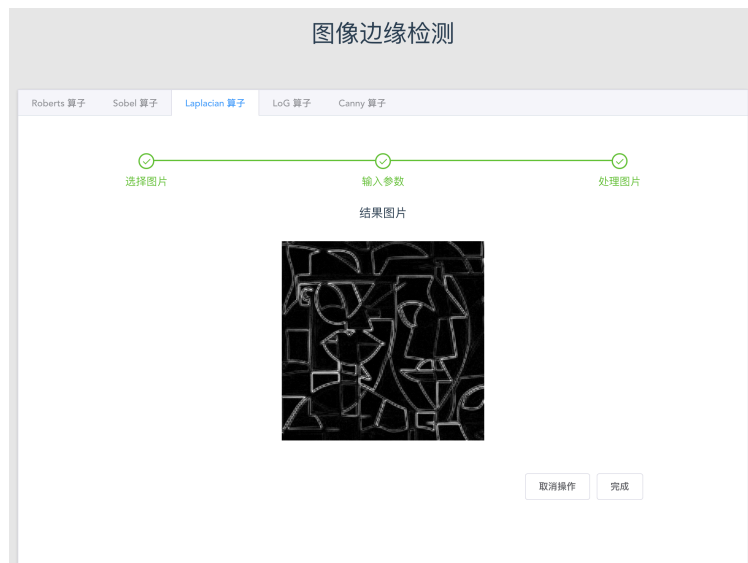 图像边缘检测
Roberts 算子 Sobel 算子 Laplacian 算子 LoG 算子 Canny 算子
选择图片 输入参数 处理图片
结果图片
取消操作 完成